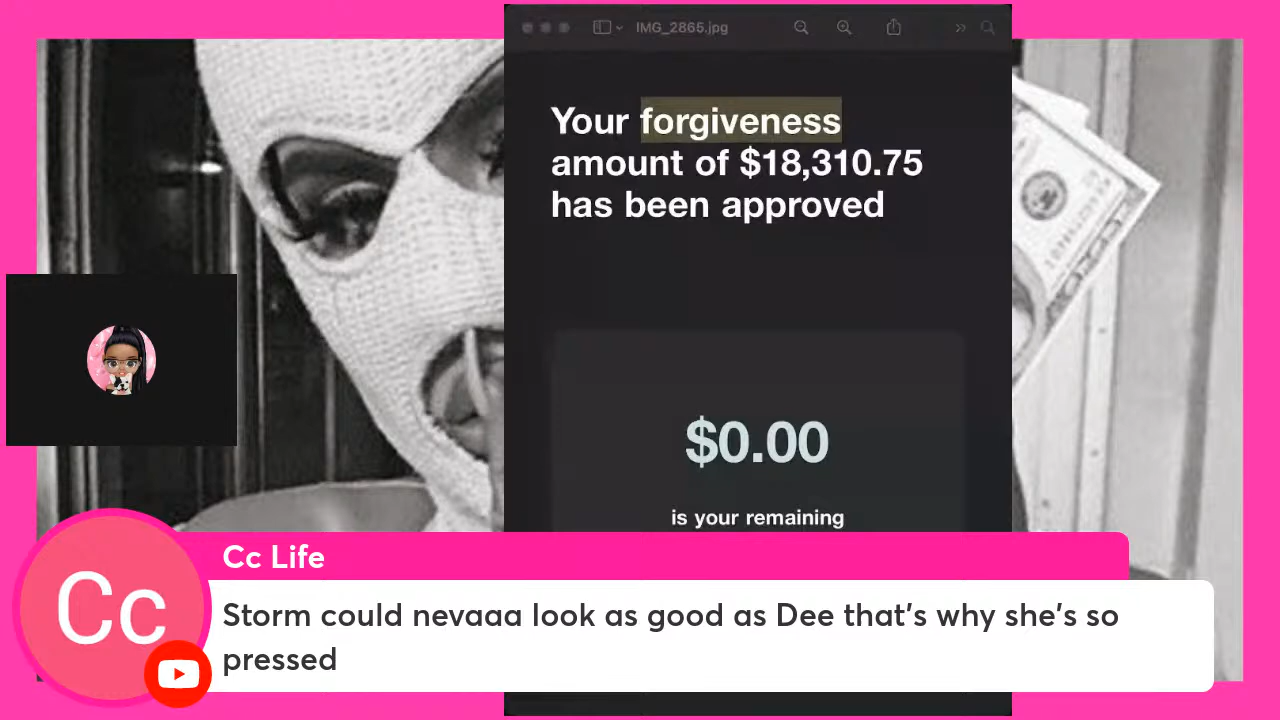 IMG_2865.jpg
Your forgiveness
amount of $18,310.75
has been approved
$0.00
is your remaining
Cc
Cc Life
Storm could nevaaa look as good as Dee that's why she's so
pressed